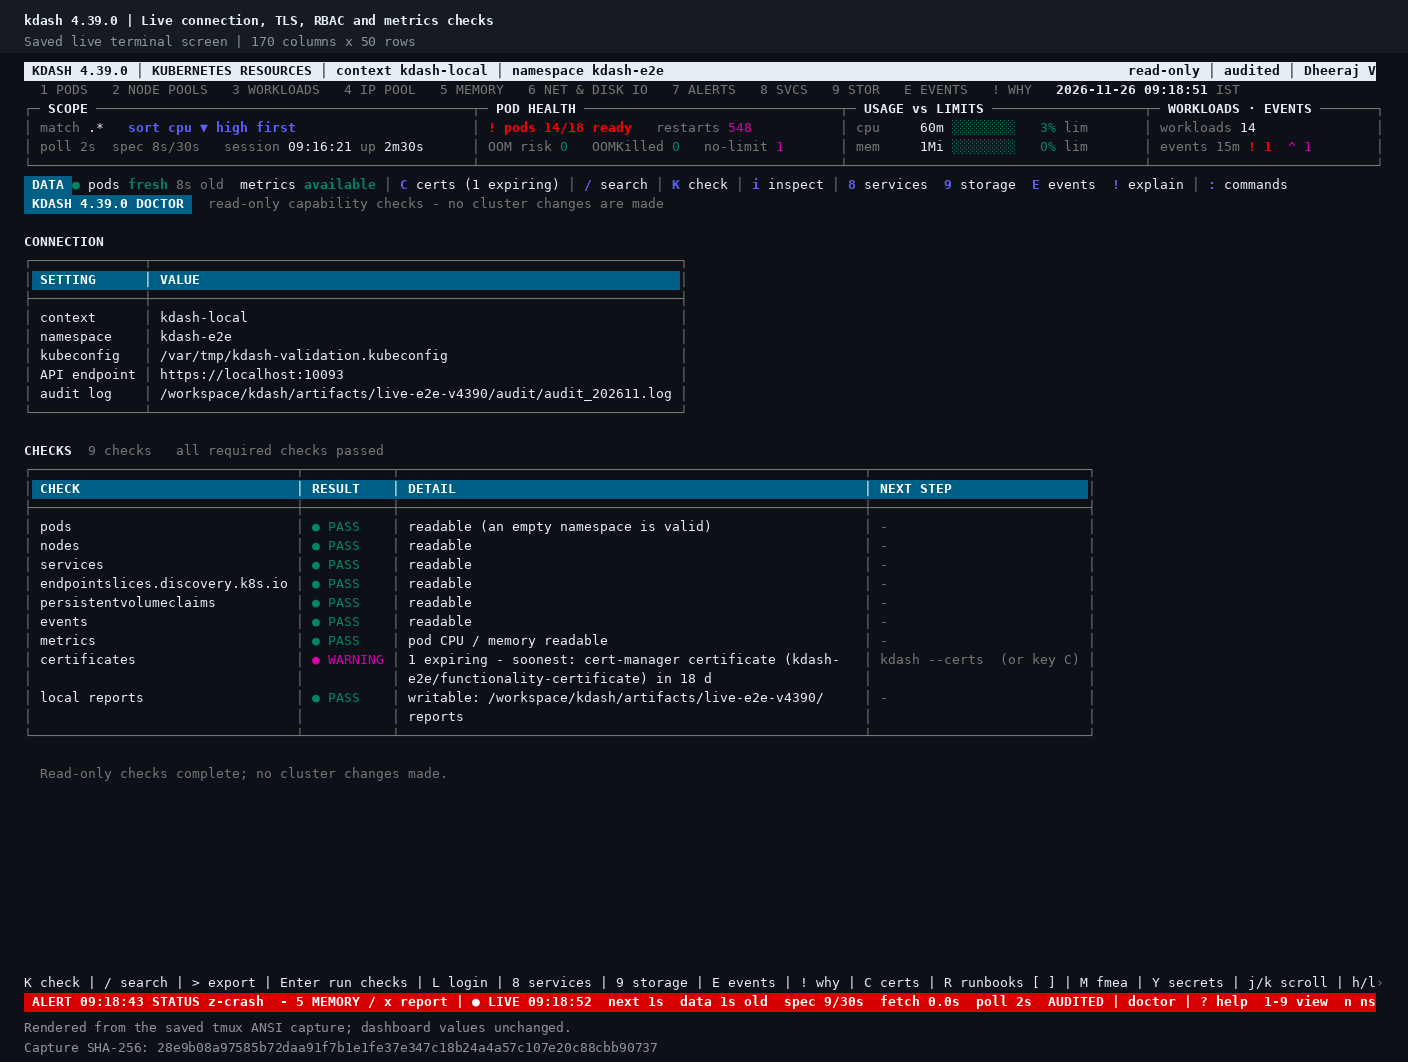 kdash 4.39.0 | Live connection, TLS, RBAC and metrics checks
Saved live terminal screen | 170 columns x 50 rows
KDASH 4.39.0 │ KUBERNETES RESOURCES │ context kdash-local │ namespace kdash-e2e read-only │ audited │ Dheeraj V
1 PODS 2 NODE POOLS 3 WORKLOADS 4 IP POOL 5 MEMORY 6 NET & DISK IO 7 ALERTS 8 SVCS 9 STOR E EVENTS ! WHY 2026-11-26 09:18:51 IST
SCOPE POD HEALTH USAGE vs LIMITS WORKLOADS · EVENTS
match .* sort cpu ▼ high first │ ! pods 14/18 ready restarts 548 │ cpu 60m ░░░░░░░░ 3% lim │ workloads 14
poll 2s spec 8s/30s session 09:16:21 up 2m30s │ OOM risk 0 OOMKilled 0 no-limit 1 │ mem 1Mi ░░░░░░░░ 0% lim │ events 15m ! 1 ^ 1
DATA ● pods fresh 8s old metrics available │ C certs (1 expiring) │ / search │ K check │ i inspect │ 8 services 9 storage E events ! explain │ : commands
KDASH 4.39.0 DOCTOR read-only capability checks - no cluster changes are made
CONNECTION
SETTING │ VALUE
context │ kdash-local
namespace │ kdash-e2e
kubeconfig │ /var/tmp/kdash-validation.kubeconfig
API endpoint │ https://localhost:10093
audit log │ /workspace/kdash/artifacts/live-e2e-v4390/audit/audit_202611.log
CHECKS 9 checks all required checks passed
CHECK │ RESULT │ DETAIL │ NEXT STEP
pods │ ● PASS │ readable (an empty namespace is valid) │ -
nodes │ ● PASS │ readable │ -
services │ ● PASS │ readable │ -
endpointslices.discovery.k8s.io │ ● PASS │ readable │ -
persistentvolumeclaims │ ● PASS │ readable │ -
events │ ● PASS │ readable │ -
metrics │ ● PASS │ pod CPU / memory readable │ -
certificates │ ● WARNING │ 1 expiring - soonest: cert-manager certificate (kdash- │ kdash --certs (or key C)
e2e/functionality-certificate) in 18 d
local reports │ ● PASS │ writable: /workspace/kdash/artifacts/live-e2e-v4390/ │ -
reports
Read-only checks complete; no cluster changes made.
K check | / search | > export | Enter run checks | L login | 8 services | 9 storage | E events | ! why | C certs | R runbooks [ ] | M fmea | Y secrets | j/k scroll | h/l›
ALERT 09:18:43 STATUS z-crash - 5 MEMORY / x report | ● LIVE 09:18:52 next 1s data 1s old spec 9/30s fetch 0.0s poll 2s AUDITED | doctor | ? help 1-9 view n ns
Rendered from the saved tmux ANSI capture; dashboard values unchanged.
Capture SHA-256: 28e9b08a97585b72daa91f7b1e1fe37e347c18b24a4a57c107e20c88cbb90737